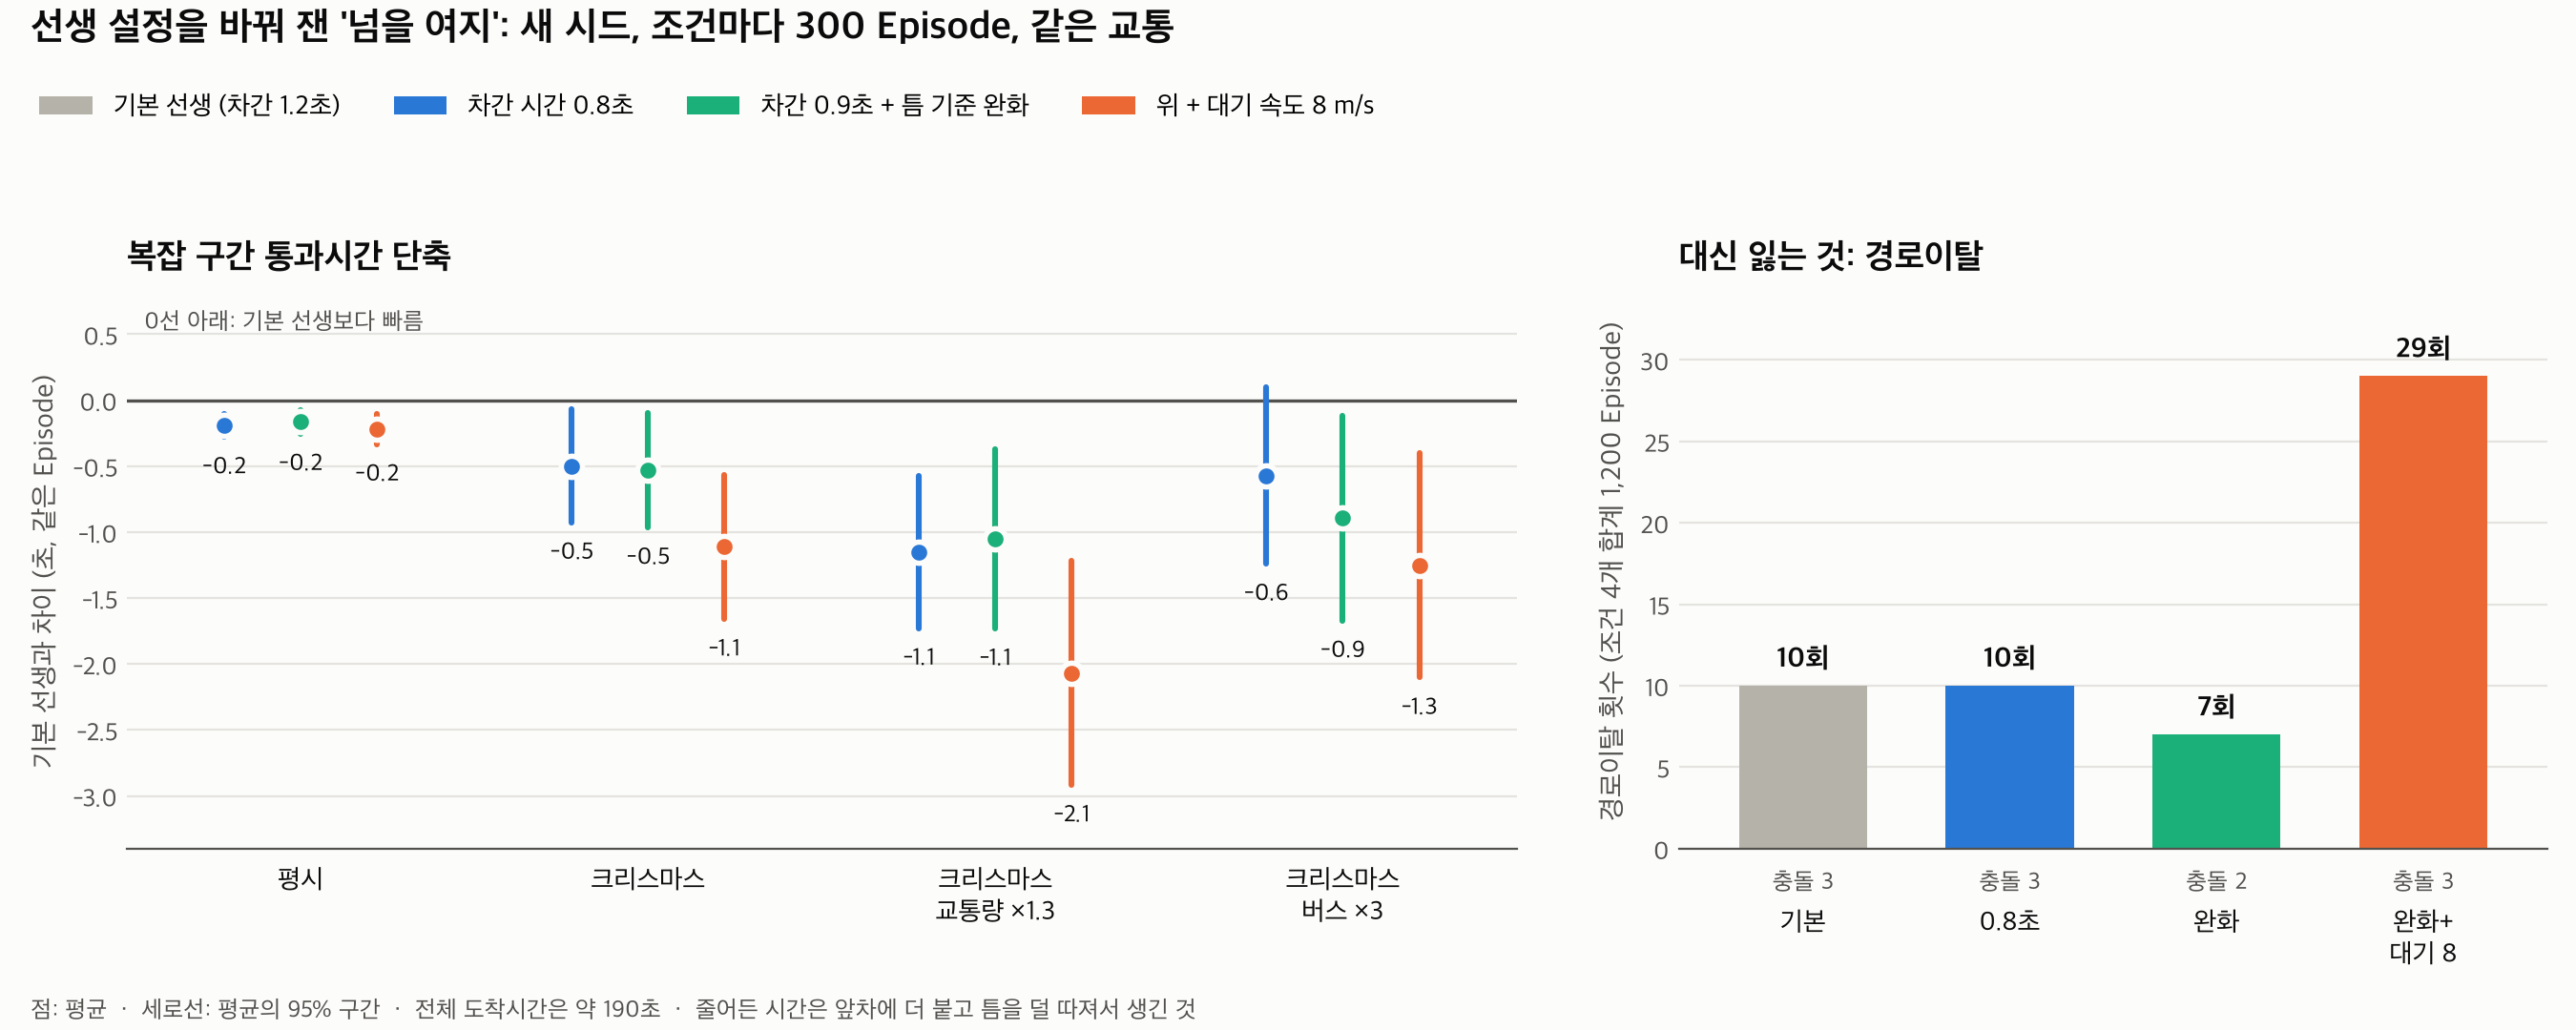 선생 설정을 바꿔 잰 '넘을 여지': 새 시드, 조건마다 300 Episode, 같은 교통
기본 선생 (차간 1.2초)
차간 시간 0.8초
차간 0.9초 + 틈 기준 완화
위 + 대기 속도 8 m/s
복잡 구간 통과시간 단축
0선 아래: 기본 선생보다 빠름
기본 선생과 차이 (초, 같은 Episode)
0.5
0.0
-0.5
-1.0
-1.5
-2.0
-2.5
-3.0
-0.2
-0.2
-0.2
-0.5
-0.5
-1.1
-1.1
-1.1
-2.1
-0.6
-0.9
-1.3
평시
크리스마스
크리스마스
교통량 ×1.3
크리스마스
버스 ×3
대신 잃는 것: 경로이탈
경로이탈 횟수 (조건 4개 합계 1,200 Episode)
30
25
20
15
10
5
0
10회
10회
7회
29회
충돌 3
충돌 3
충돌 2
충돌 3
기본
0.8초
완화
완화+
대기 8
점: 평균 · 세로선: 평균의 95% 구간 · 전체 도착시간은 약 190초 · 줄어든 시간은 앞차에 더 붙고 틈을 덜 따져서 생긴 것